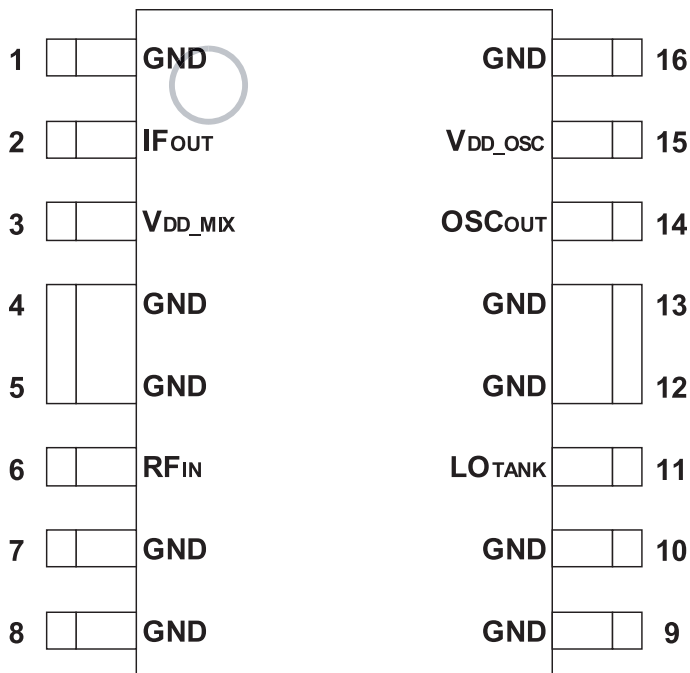 1 GND GND 16
2 IFOUT VDD_OSC 15
3 VDD_MIX OSCOUT 14
4 GND GND 13
5 GND GND 12
6 RFIN LOTANK 11
7 GND GND 10
8 GND GND 9